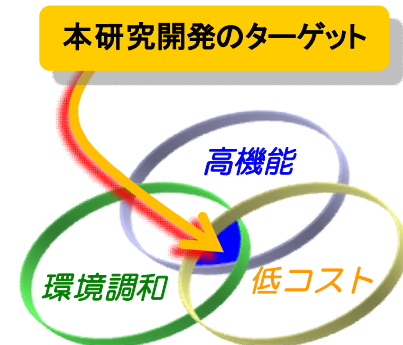 本研究開発のターゲット
高機能
環境調和
低コスト